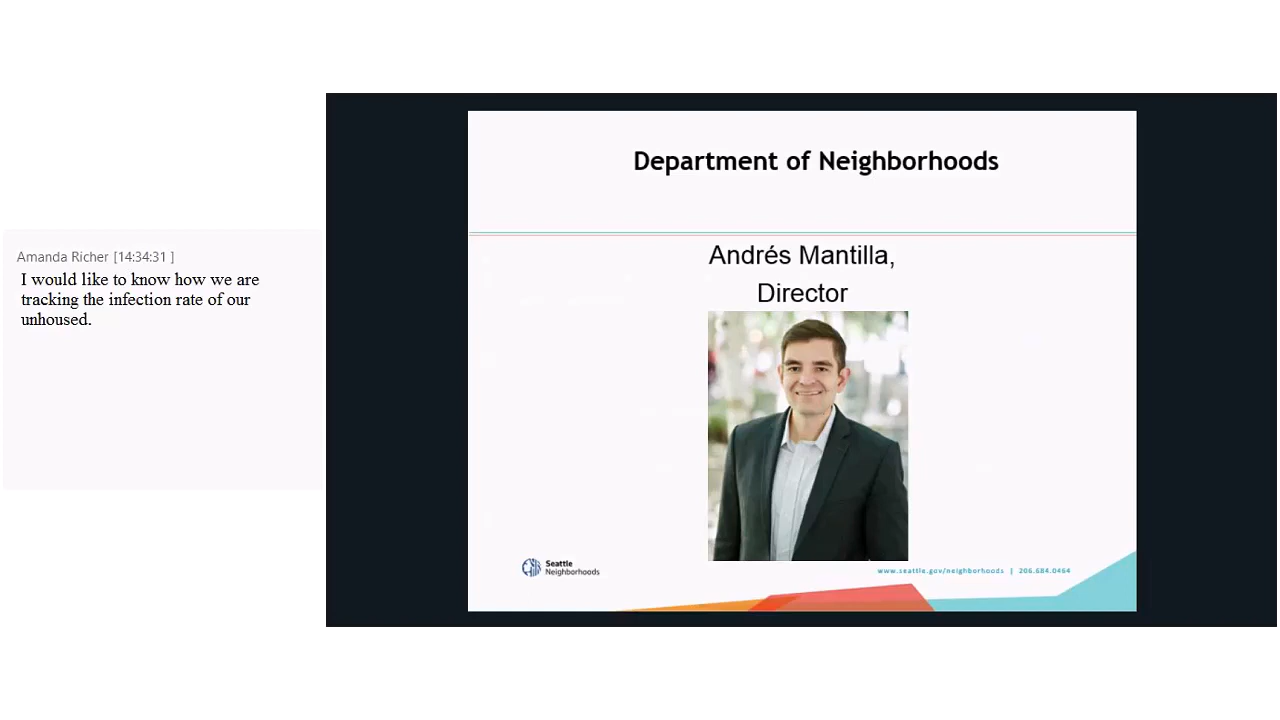 Amanda Richer [14:34:31 ]
I would like to know how we are
tracking the infection rate of our
unhoused.
Department of Neighborhoods
Andrés Mantilla,
Director
Seattle
Neighborhoods
www.seattle.gov/neighborhoods | 206.684.0464